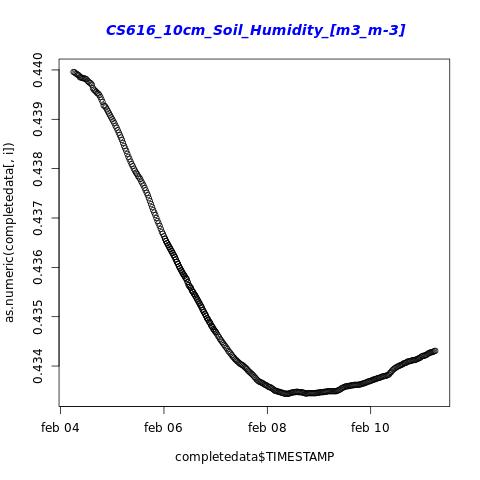 CS616_10cm_Soil_Humidity_[m3_m-3]
as.numeric(completedata[, i])
0.440
0.439
0.438
0.437
0.436
0.435
0.434
feb 04 feb 06 feb 08 feb 10
completedata$TIMESTAMP